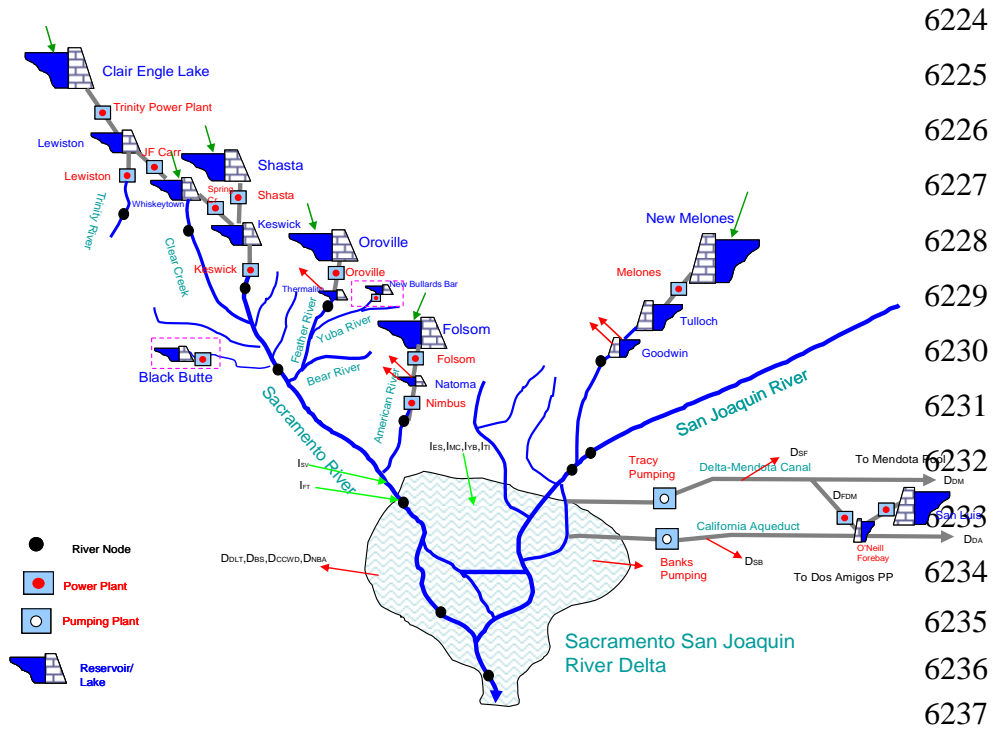 6224
Clair Engle Lake
6225
Trinity Power Plant
6226
Lewiston
JF Carr
Shasta
Lewiston
Spring
Cr
Shasta
6227
Whiskeytown
Trinity River
New Melones
Keswick
Clear Creek
Oroville
6228
Keswick
Oroville
Melones
Thermalito
New Bullards Bar
6229
Feather River
Yuba River
Folsom
Tulloch
Goodwin
6230
Black Butte
Bear River
Folsom
Natoma
American River
Nimbus
6231
San Joaquin River
Sacramento River
IES,IMC,IYB,ITI
ISV
IFT
Tracy
Pumping
DSF
To Mendota Pool
6232
Delta-Mendota Canal
DDM
DFDM
San Luis
6233
California Aqueduct
DDA
O'Neill
Forebay
River Node
DDLT,DBS,DCCWD,DNBA
Banks
Pumping
DSB
To Dos Amigos PP
6234
Power Plant
Pumping Plant
6235
Sacramento San Joaquin
River Delta
Reservoir/
Lake
6236
6237